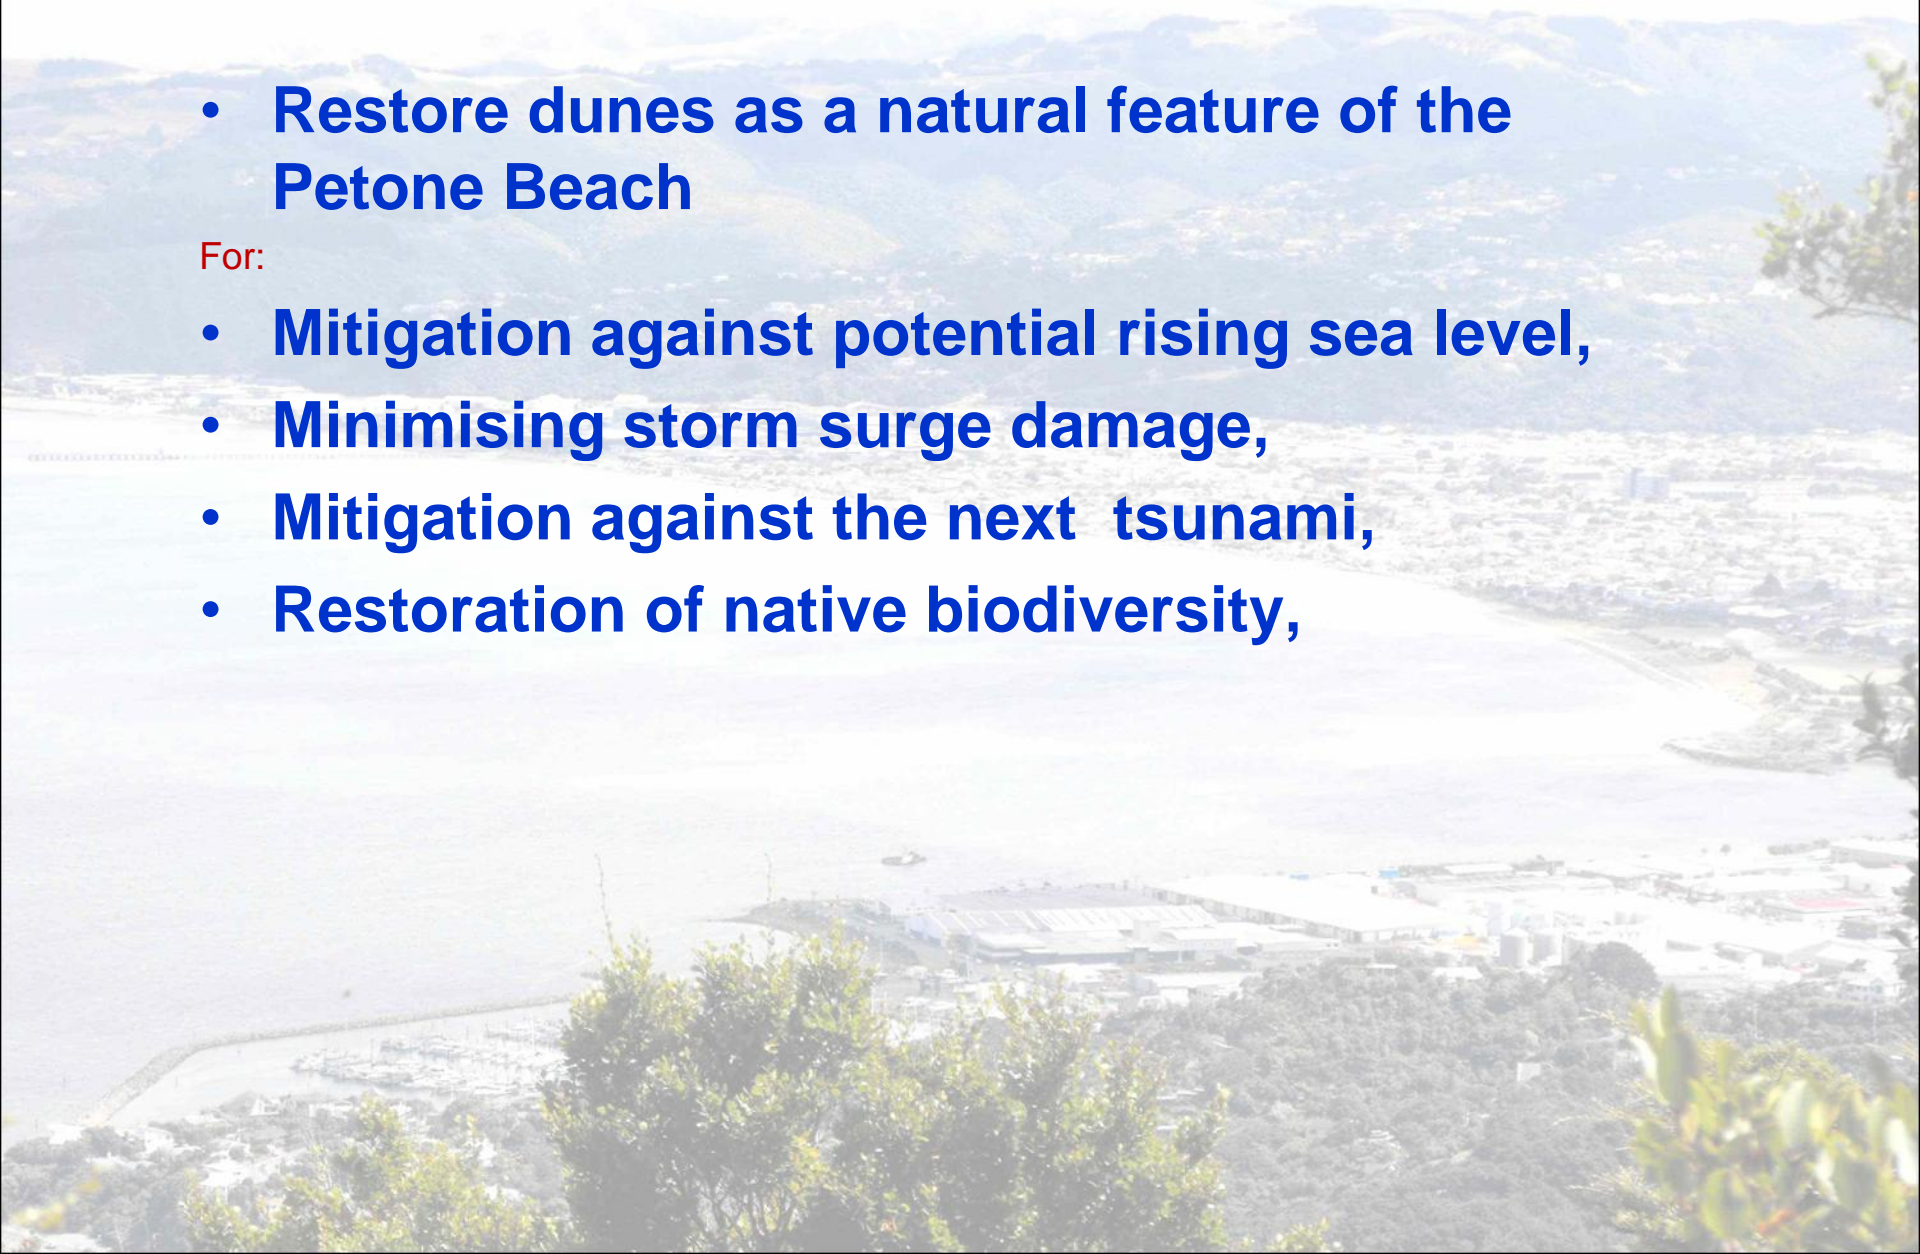 • Restore dunes as a natural feature of the
Petone Beach
For:
• Mitigation against potential rising sea level,
• Minimising storm surge damage,
• Mitigation against the next  tsunami,
• Restoration of native biodiversity,